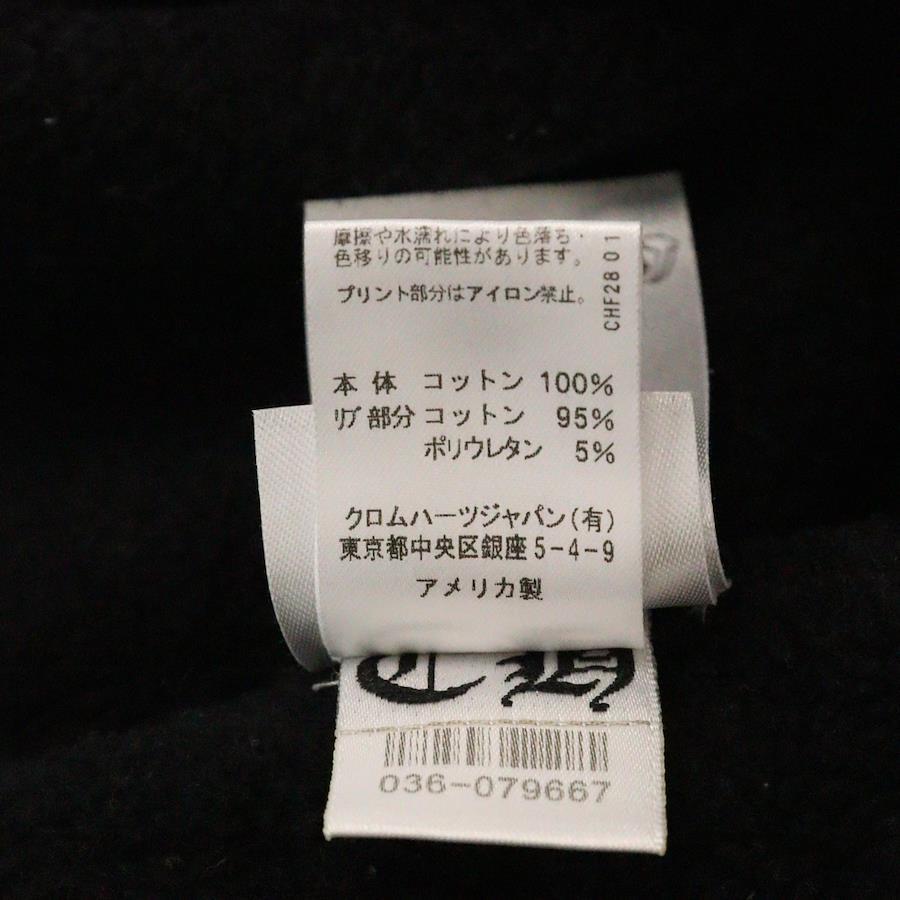 摩擦や水濡れにより色落ち・
色移りの可能性があります。
プリント部分はアイロン禁止。
CHF28 01
本体 コットン 100%
リブ部分 コットン 95%
ポリウレタン 5%
クロムハーツジャパン(有)
東京都中央区銀座5-4-9
アメリカ製
036-079667